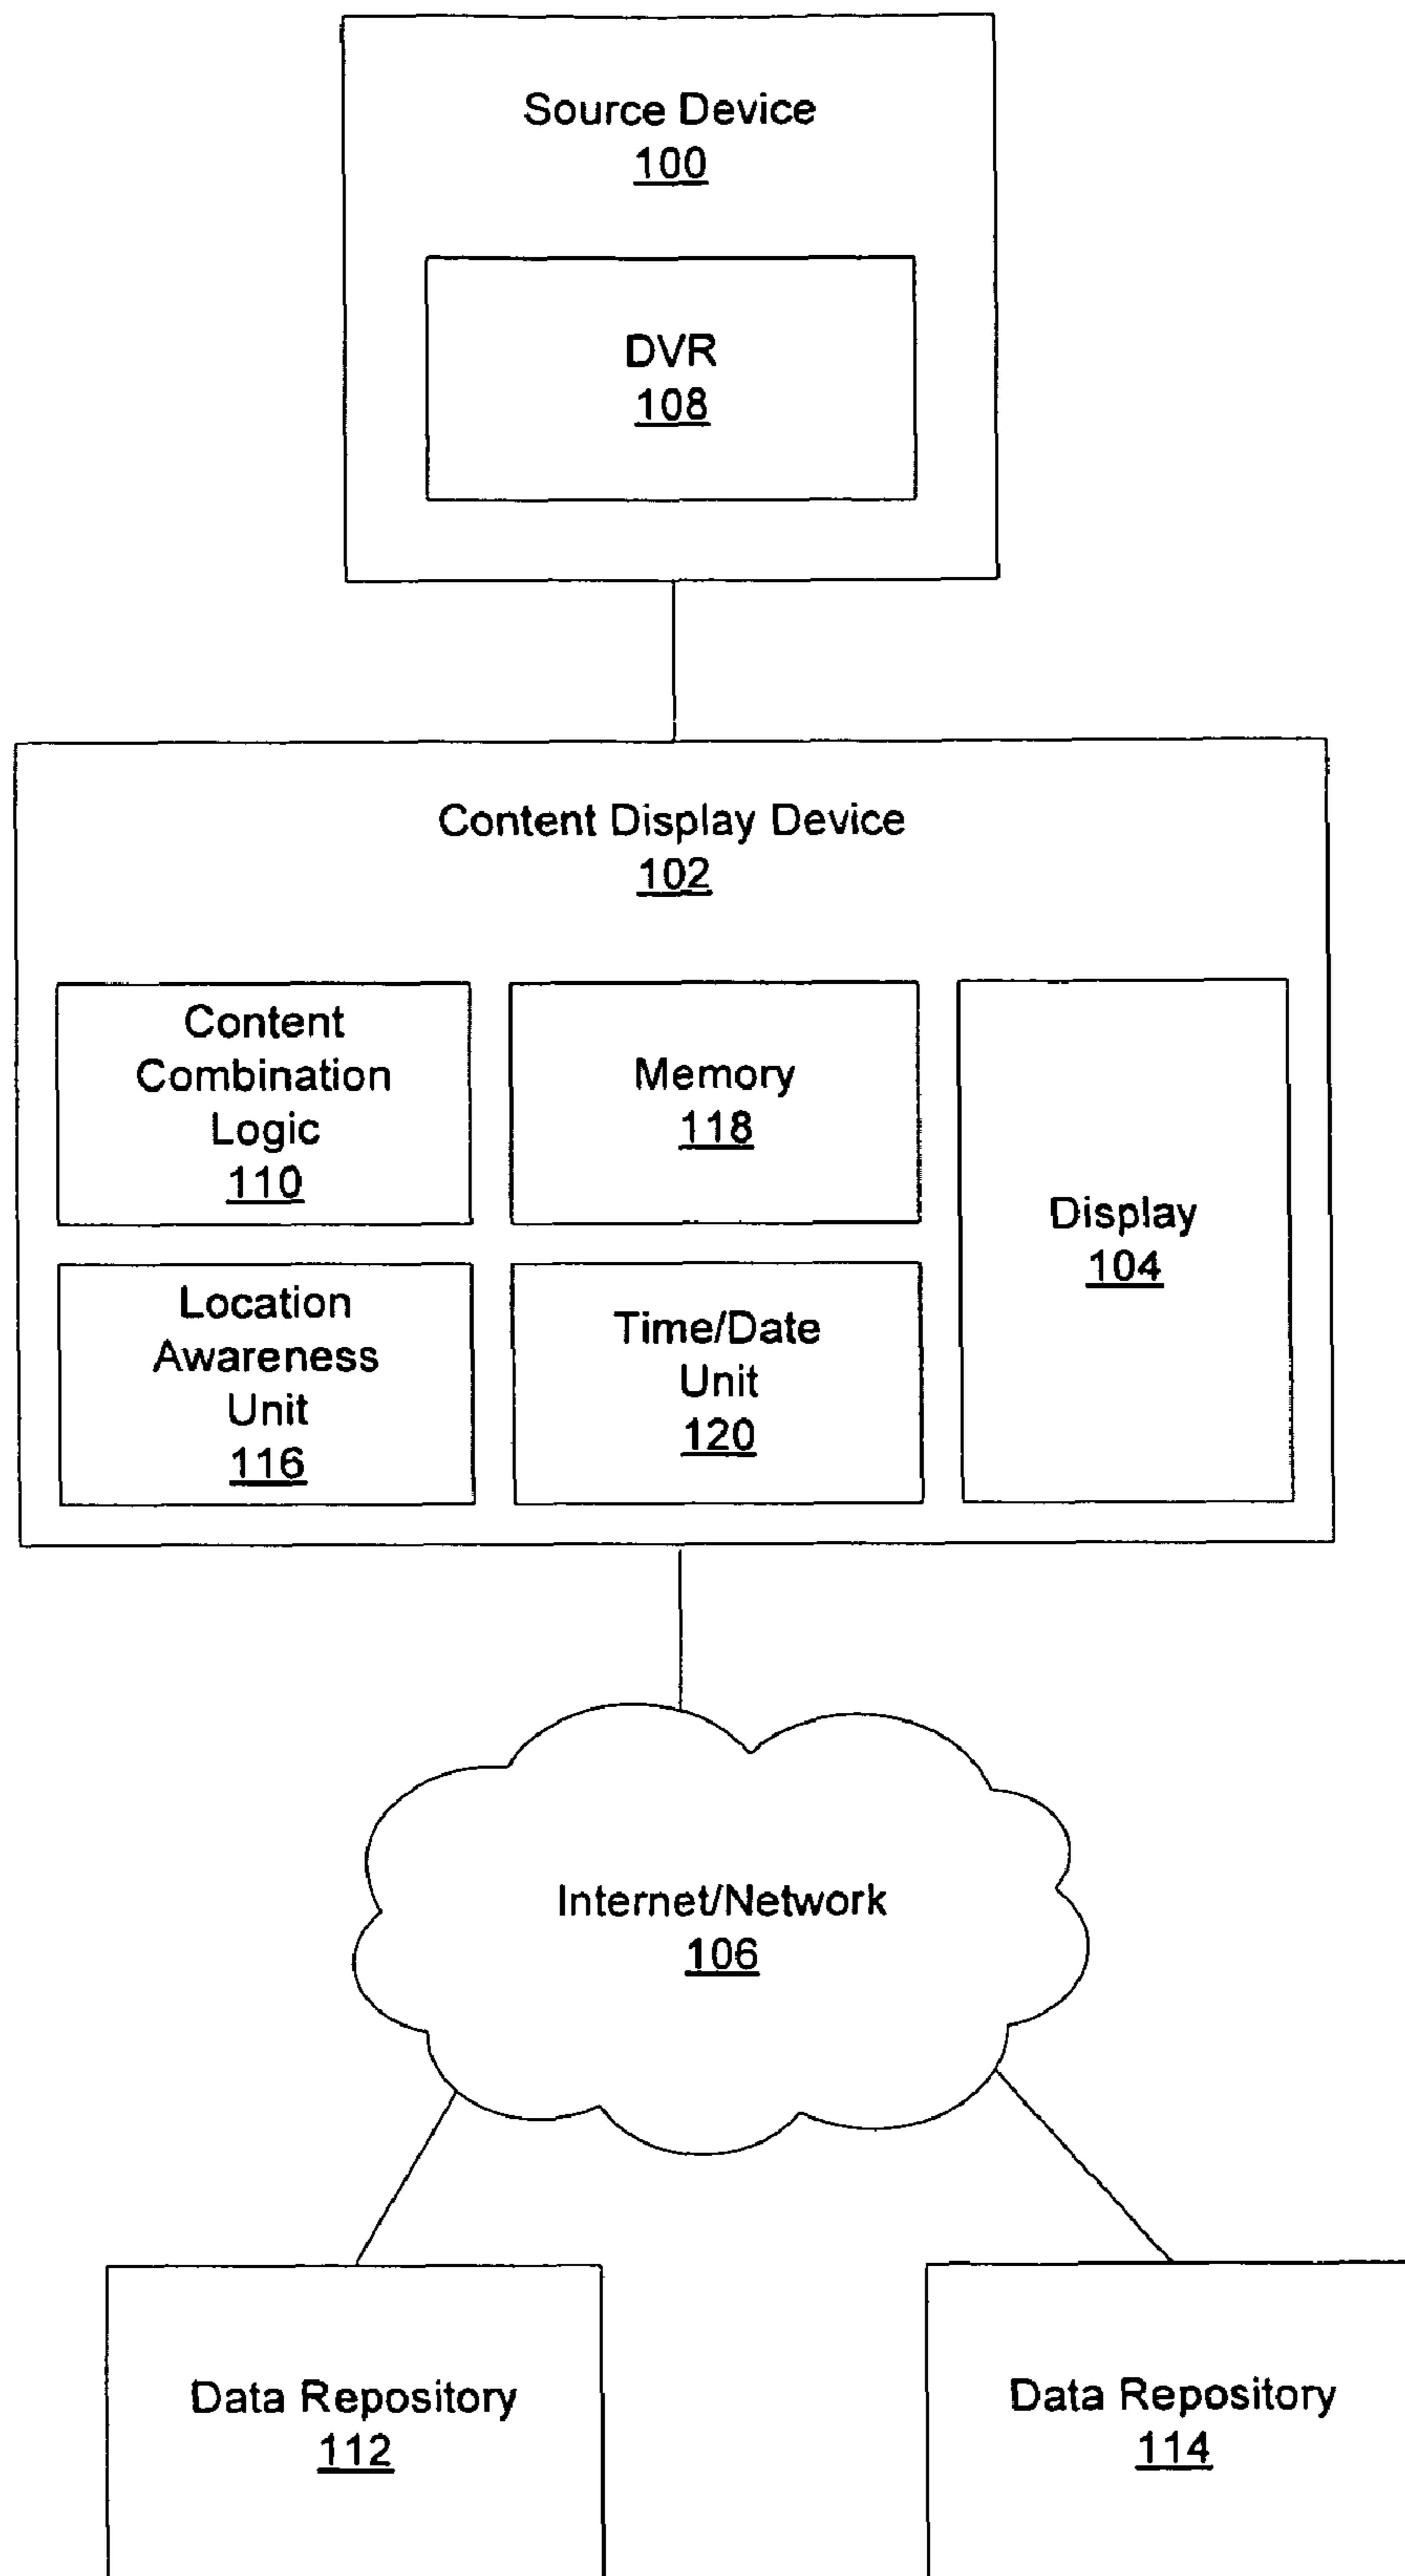 Source Device
100
DVR
108
Content Display Device
102
Content
Combination
Logic
110
Memory
118
Display
104
Location
Awareness
Unit
116
Time/Date
Unit
120
Internet/Network
106
Data Repository
112
Data Repository
114